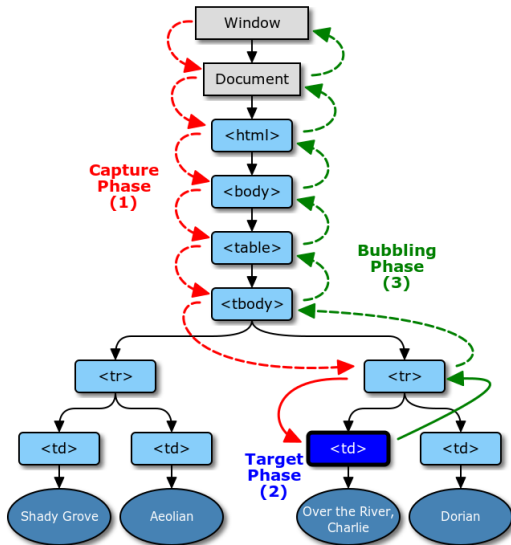 Window
Document
<html>
Capture
Phase
(1)
<body>
<table>
Bubbling
Phase
(3)
<tbody>
<tr>
<tr>
<td>
<td>
Target
Phase
(2)
<td>
<td>
Shady Grove
Aeolian
Over the River,
Charlie
Dorian